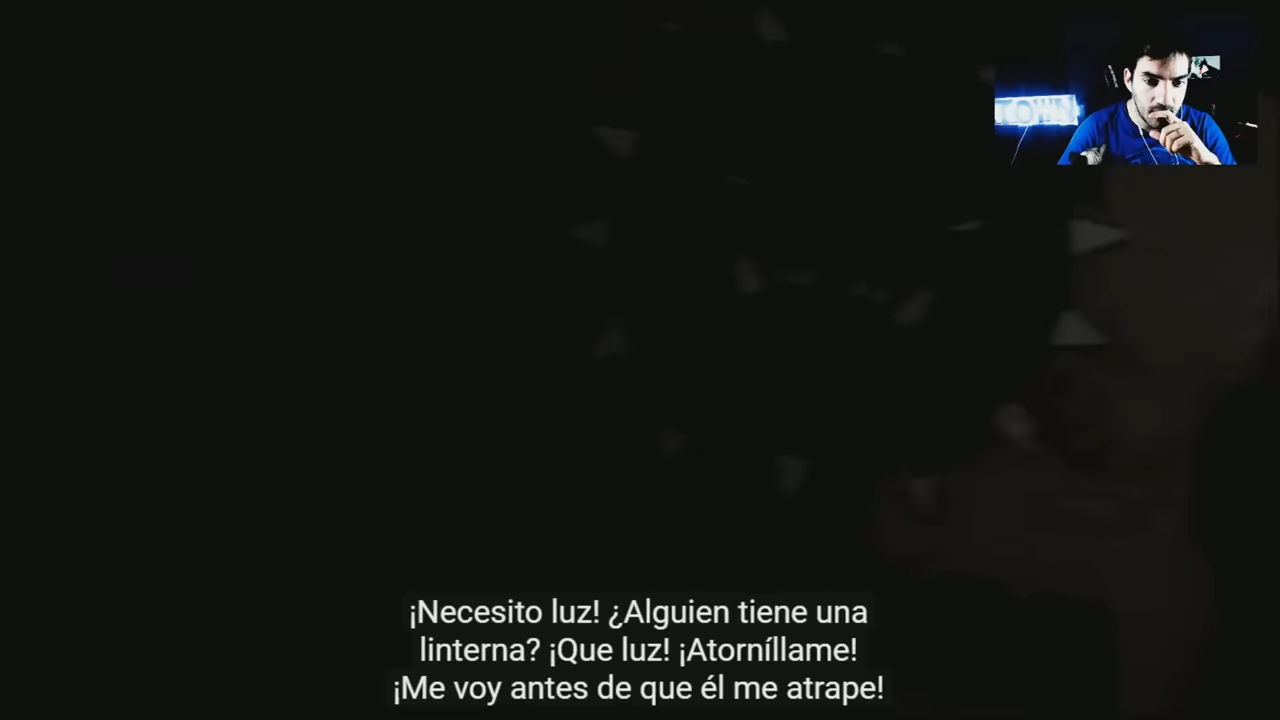 ¡Necesito luz! ¿Alguien tiene una
linterna? ¡Que luz! ¡Atorníllame!
¡Me voy antes de que él me atrape!